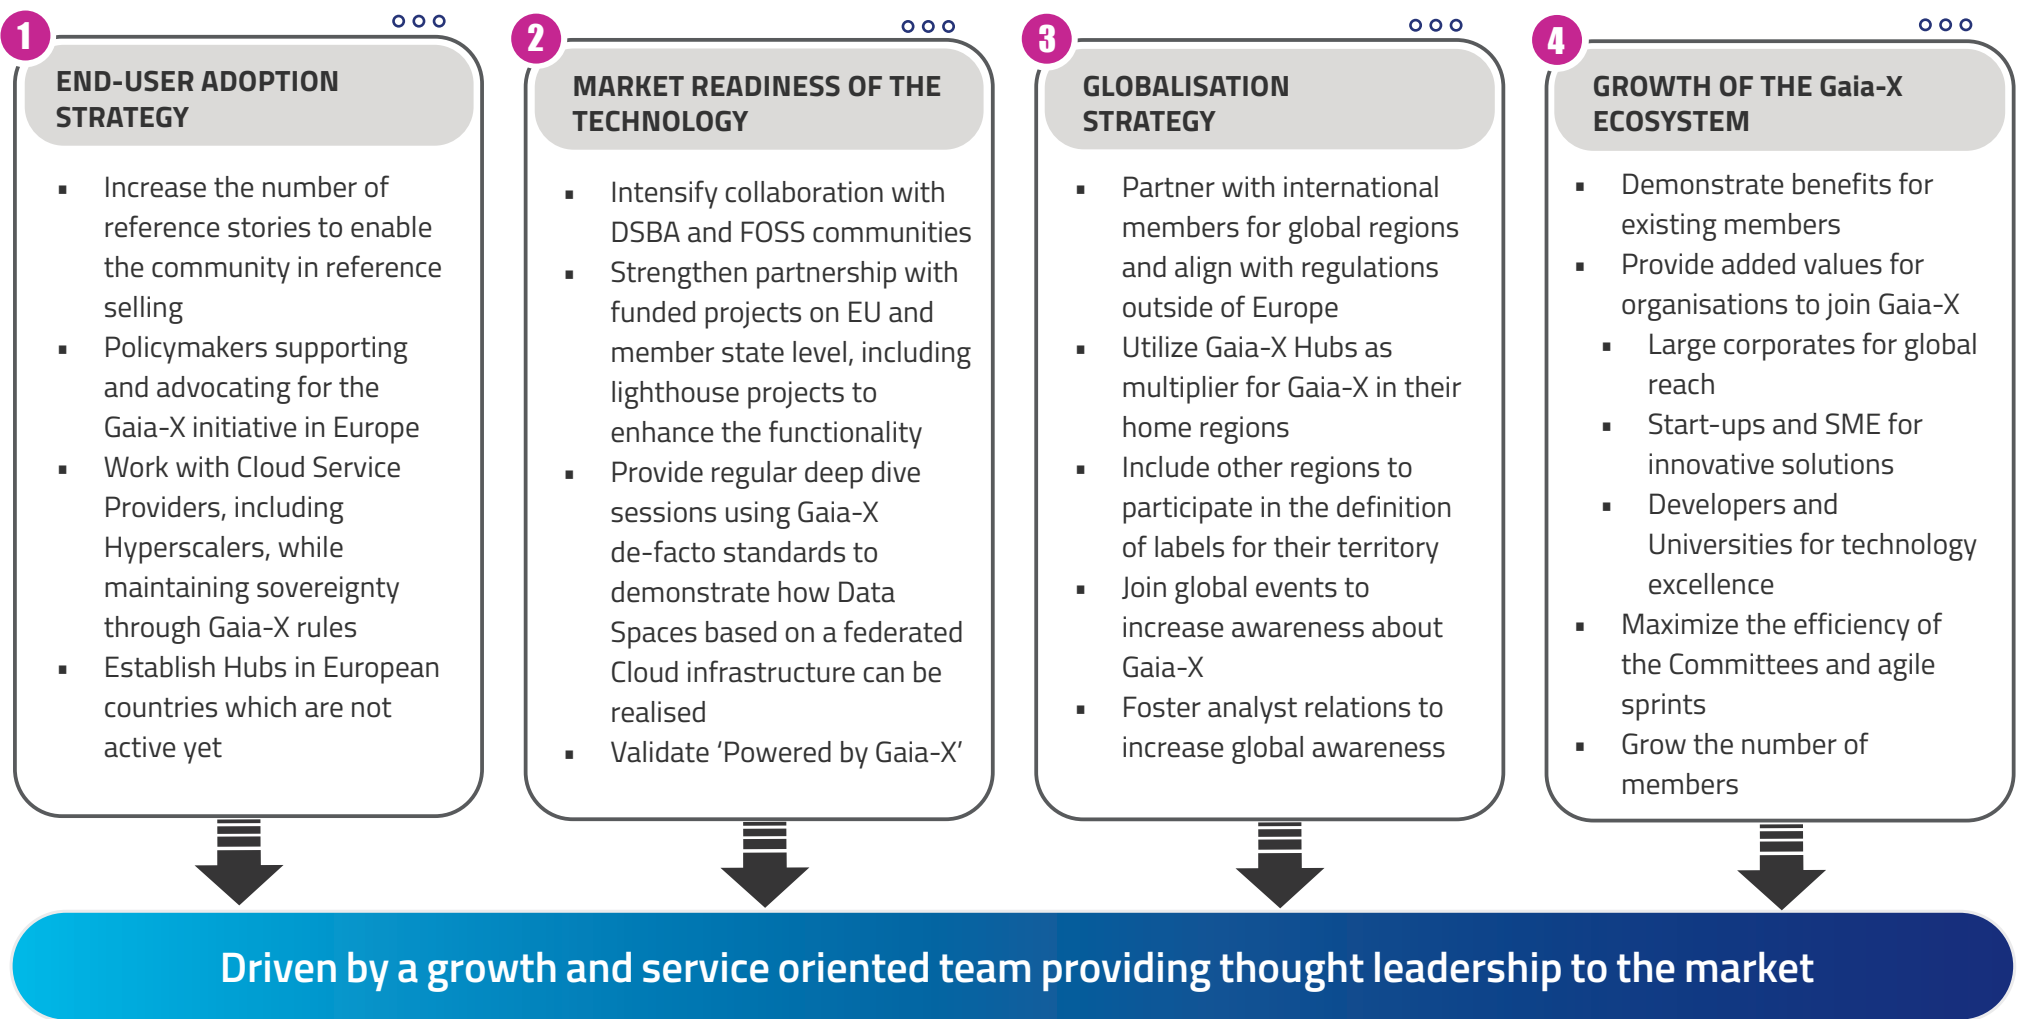 1
END-USER ADOPTION
STRATEGY
▪ Increase the number of
reference stories to enable
the community in reference
selling
▪ Policymakers supporting
and advocating for the
Gaia-X initiative in Europe
▪ Work with Cloud Service
Providers, including
Hyperscalers, while
maintaining sovereignty
through Gaia-X rules
▪ Establish Hubs in European
countries which are not
active yet
2
MARKET READINESS OF THE
TECHNOLOGY
▪ Intensify collaboration with
DSBA and FOSS communities
▪ Strengthen partnership with
funded projects on EU and
member state level, including
lighthouse projects to
enhance the functionality
▪ Provide regular deep dive
sessions using Gaia-X
de-facto standards to
demonstrate how Data
Spaces based on a federated
Cloud infrastructure can be
realised
▪ Validate ‘Powered by Gaia-X’
3
GLOBALISATION
STRATEGY
▪ Partner with international
members for global regions
and align with regulations
outside of Europe
▪ Utilize Gaia-X Hubs as
multiplier for Gaia-X in their
home regions
▪ Include other regions to
participate in the definition
of labels for their territory
▪ Join global events to
increase awareness about
Gaia-X
▪ Foster analyst relations to
increase global awareness
4
GROWTH OF THE Gaia-X
ECOSYSTEM
▪ Demonstrate benefits for
existing members
▪ Provide added values for
organisations to join Gaia-X
▪ Large corporates for global
reach
▪ Start-ups and SME for
innovative solutions
▪ Developers and
Universities for technology
excellence
▪ Maximize the efficiency of
the Committees and agile
sprints
▪ Grow the number of
members
Driven by a growth and service oriented team providing thought leadership to the market